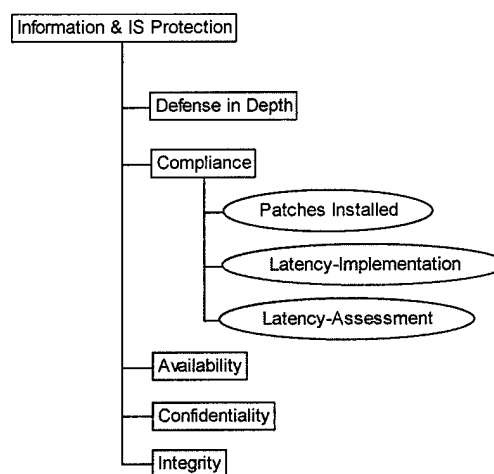 Information & IS Protection
Defense in Depth
Compliance
Patches Installed
Latency-Implementation
Latency-Assessment
Availability
Confidentiality
Integrity